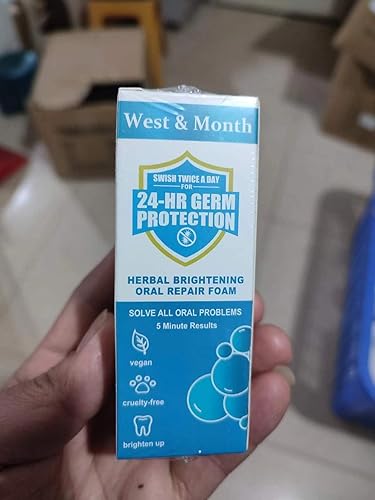 West & Month
SWISH TWICE A DAY
FOR
24-HR GERM
PROTECTION
HERBAL BRIGHTENING
ORAL REPAIR FOAM
SOLVE ALL ORAL PROBLEMS
5 Minute Results
vegan
cruelty-free
brighten up